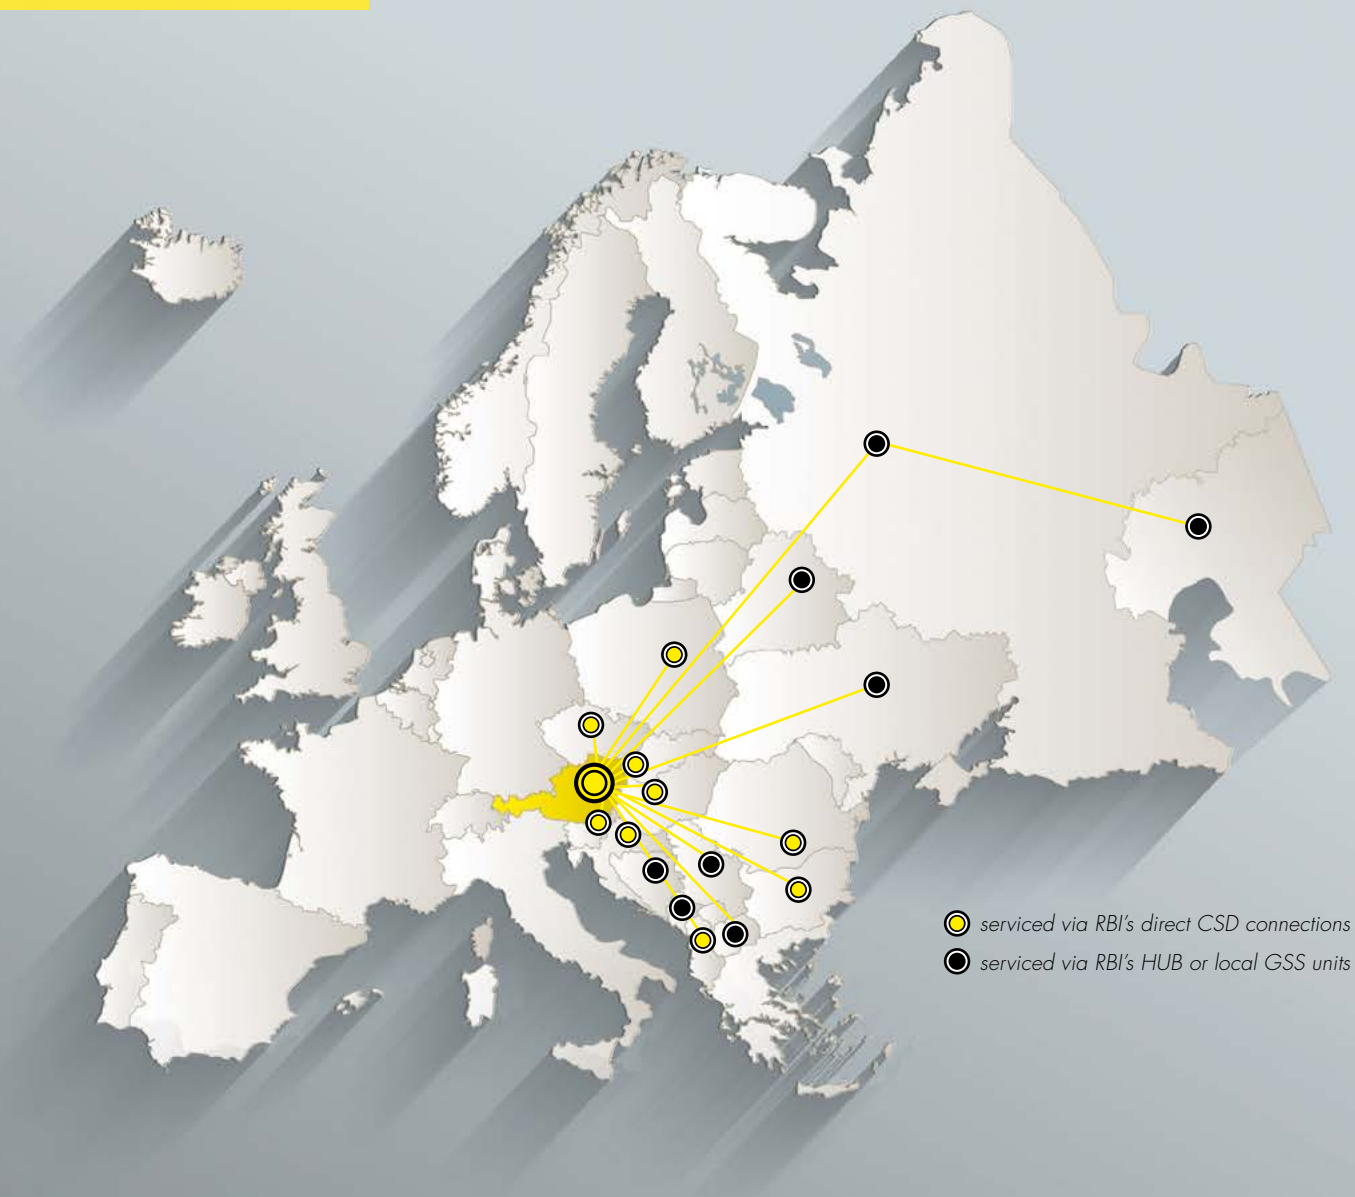 serviced via RBI's direct CSD connections
serviced via RBI's HUB or local GSS units